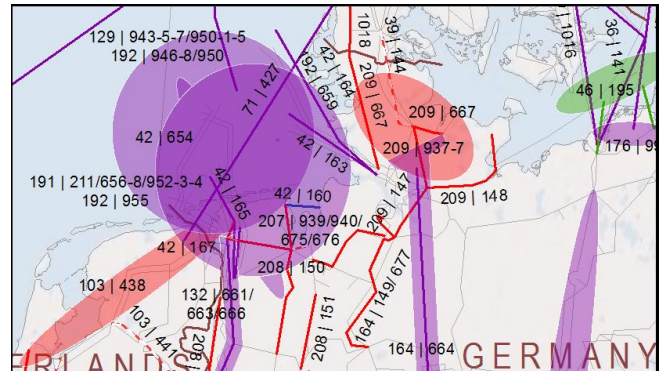 129 | 943-5-7/950-1-5
192 | 946-8/950
71 | 427
192 | 659
42 | 164
1018
209 | 667
39 | 144
1016
36 | 141
46 | 195
209 | 667
42 | 654
209 | 937-7
176 | 99
42 | 163
191 | 211/656-8/952-3-4
192 | 955
42 | 165
42 | 160
209 | 147
209 | 148
207 | 939/940/
675/676
42 | 167
208 | 150
103 | 438
132 | 661/
663/666
164 | 149/677
208 | 151
103 | 441
208 |
164 | 664
ERLAND
GERMANY